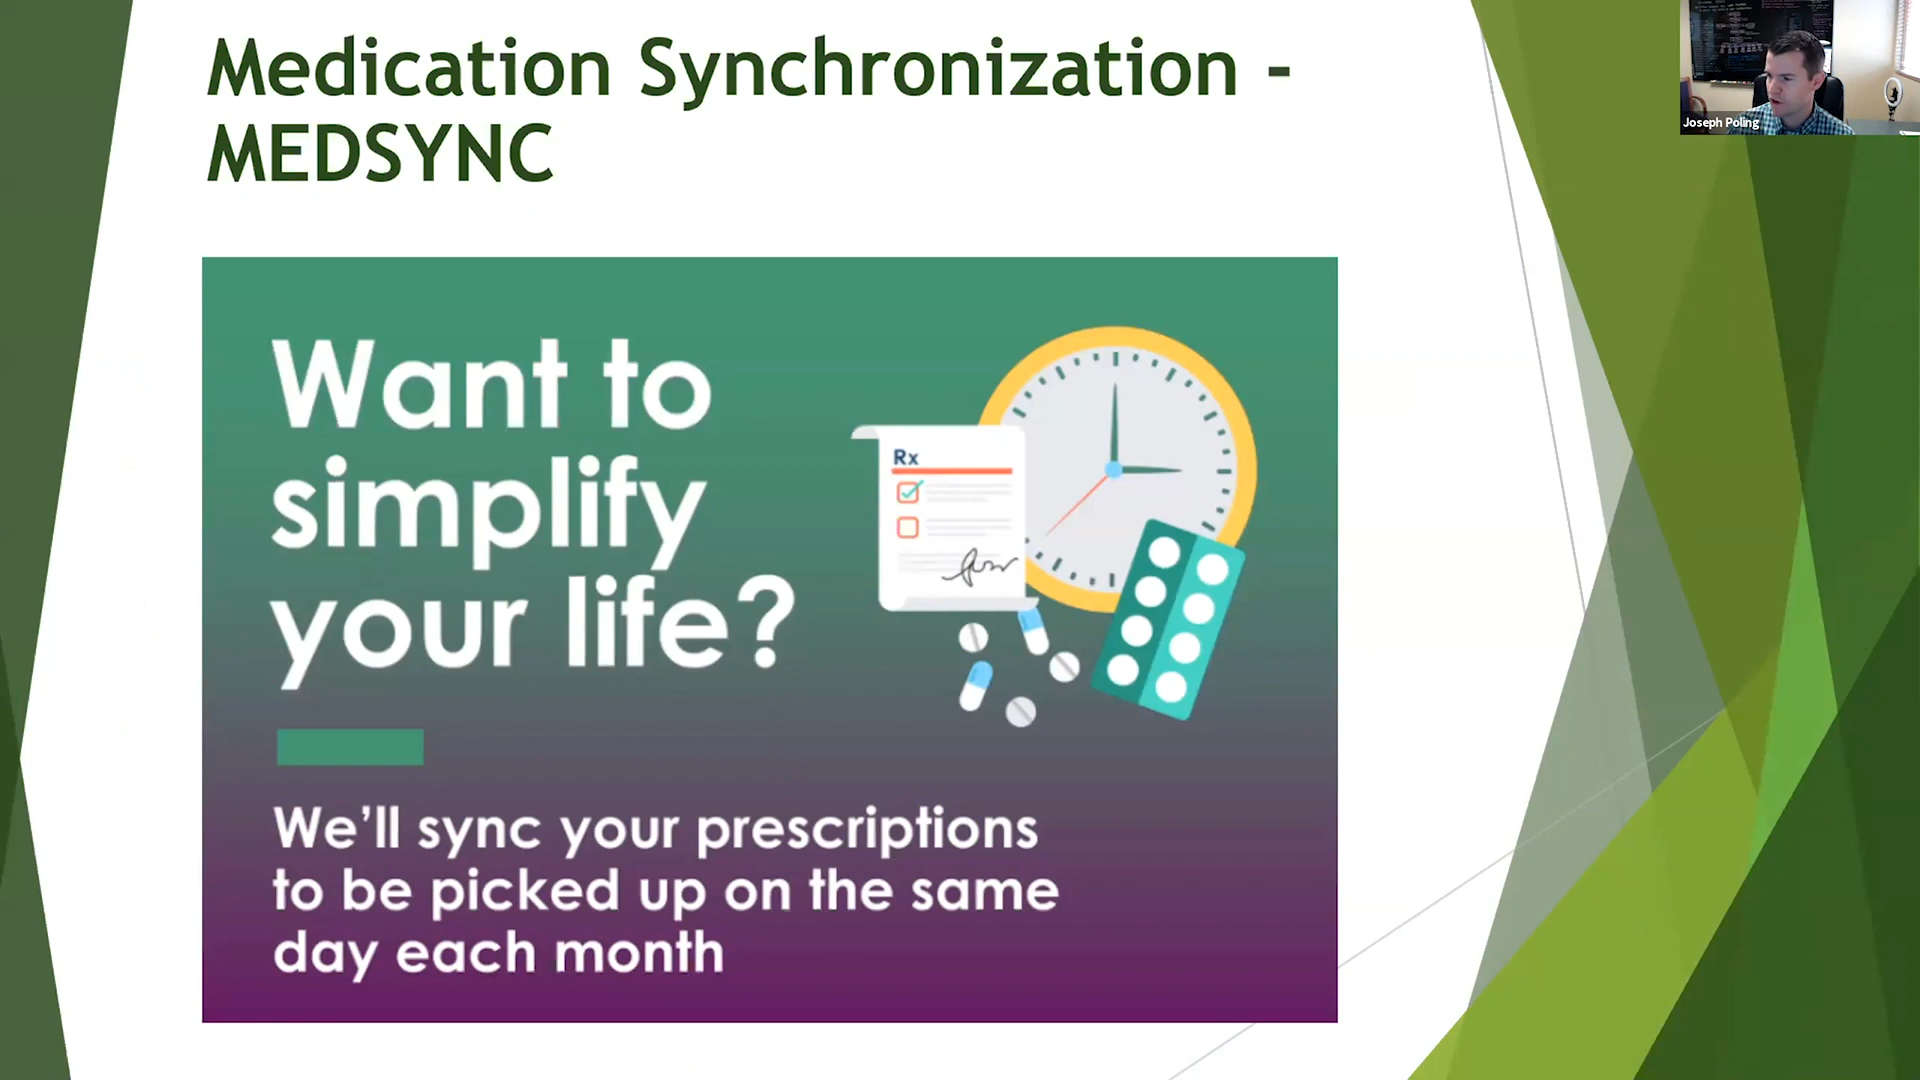 Medication Synchronization -
MEDSYNC
Joseph Poling
Want to
simplify
your life?
Rx
We’ll sync your prescriptions
to be picked up on the same
day each month